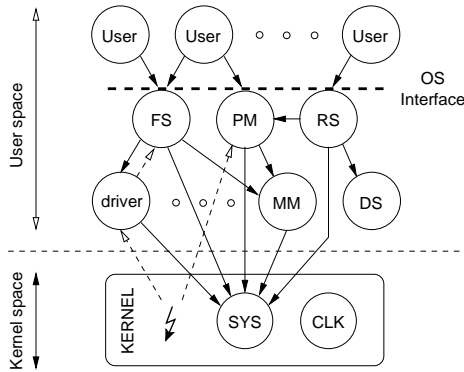 User
User
User
OS
Interface
User space
FS
PM
RS
driver
MM
DS
Kernel space
KERNEL
SYS
CLK